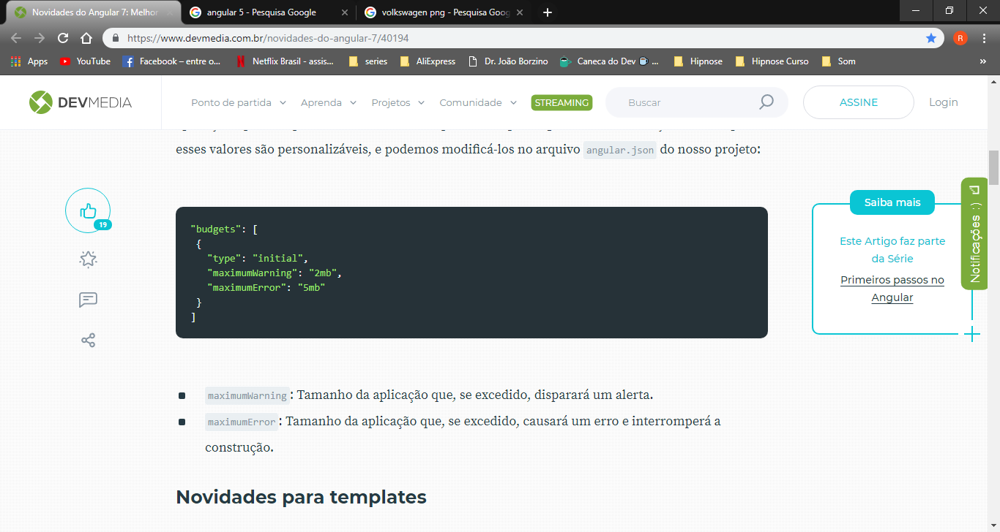 Novidades do Angular 7: Melhor
angular 5 - Pesquisa Google
volkswagen png - Pesquisa Goog
https://www.devmedia.com.br/novidades-do-angular-7/40194
R
Apps
YouTube
Facebook – entre o...
Netflix Brasil - assis...
series
AliExpress
Dr. João Borzino
Caneca do Dev ...
Hipnose
Hipnose Curso
Som
»
DEVMEDIA
Ponto de partida
Aprenda
Projetos
Comunidade
STREAMING
Buscar
ASSINE
Login
esses valores são personalizáveis, e podemos modificá-los no arquivo angular.json do nosso projeto:
19
"budgets": [
{
"type": "initial",
"maximumWarning": "2mb",
"maximumError": "5mb"
}
]
Saiba mais
Este Artigo faz parte
da Série
Primeiros passos no
Angular
Notificações :)
maximumWarning: Tamanho da aplicação que, se excedido, disparará um alerta.
maximumError: Tamanho da aplicação que, se excedido, causará um erro e interromperá a
construção.
Novidades para templates